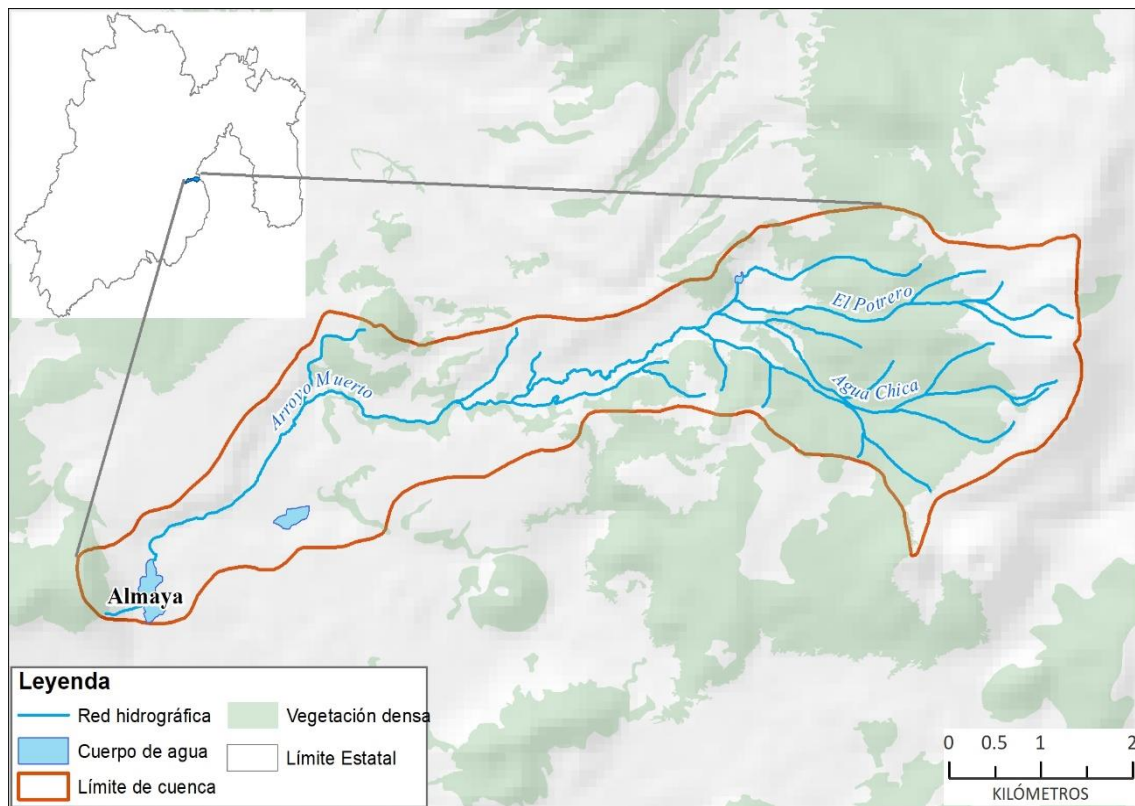 El Potrero
Agua Chica
Arroyo Muerto
Almaya
Leyenda
Red hidrográfica
Cuerpo de agua
Límite de cuenca
Vegetación densa
Límite Estatal
0 0.5 1 2
KILÓMETROS